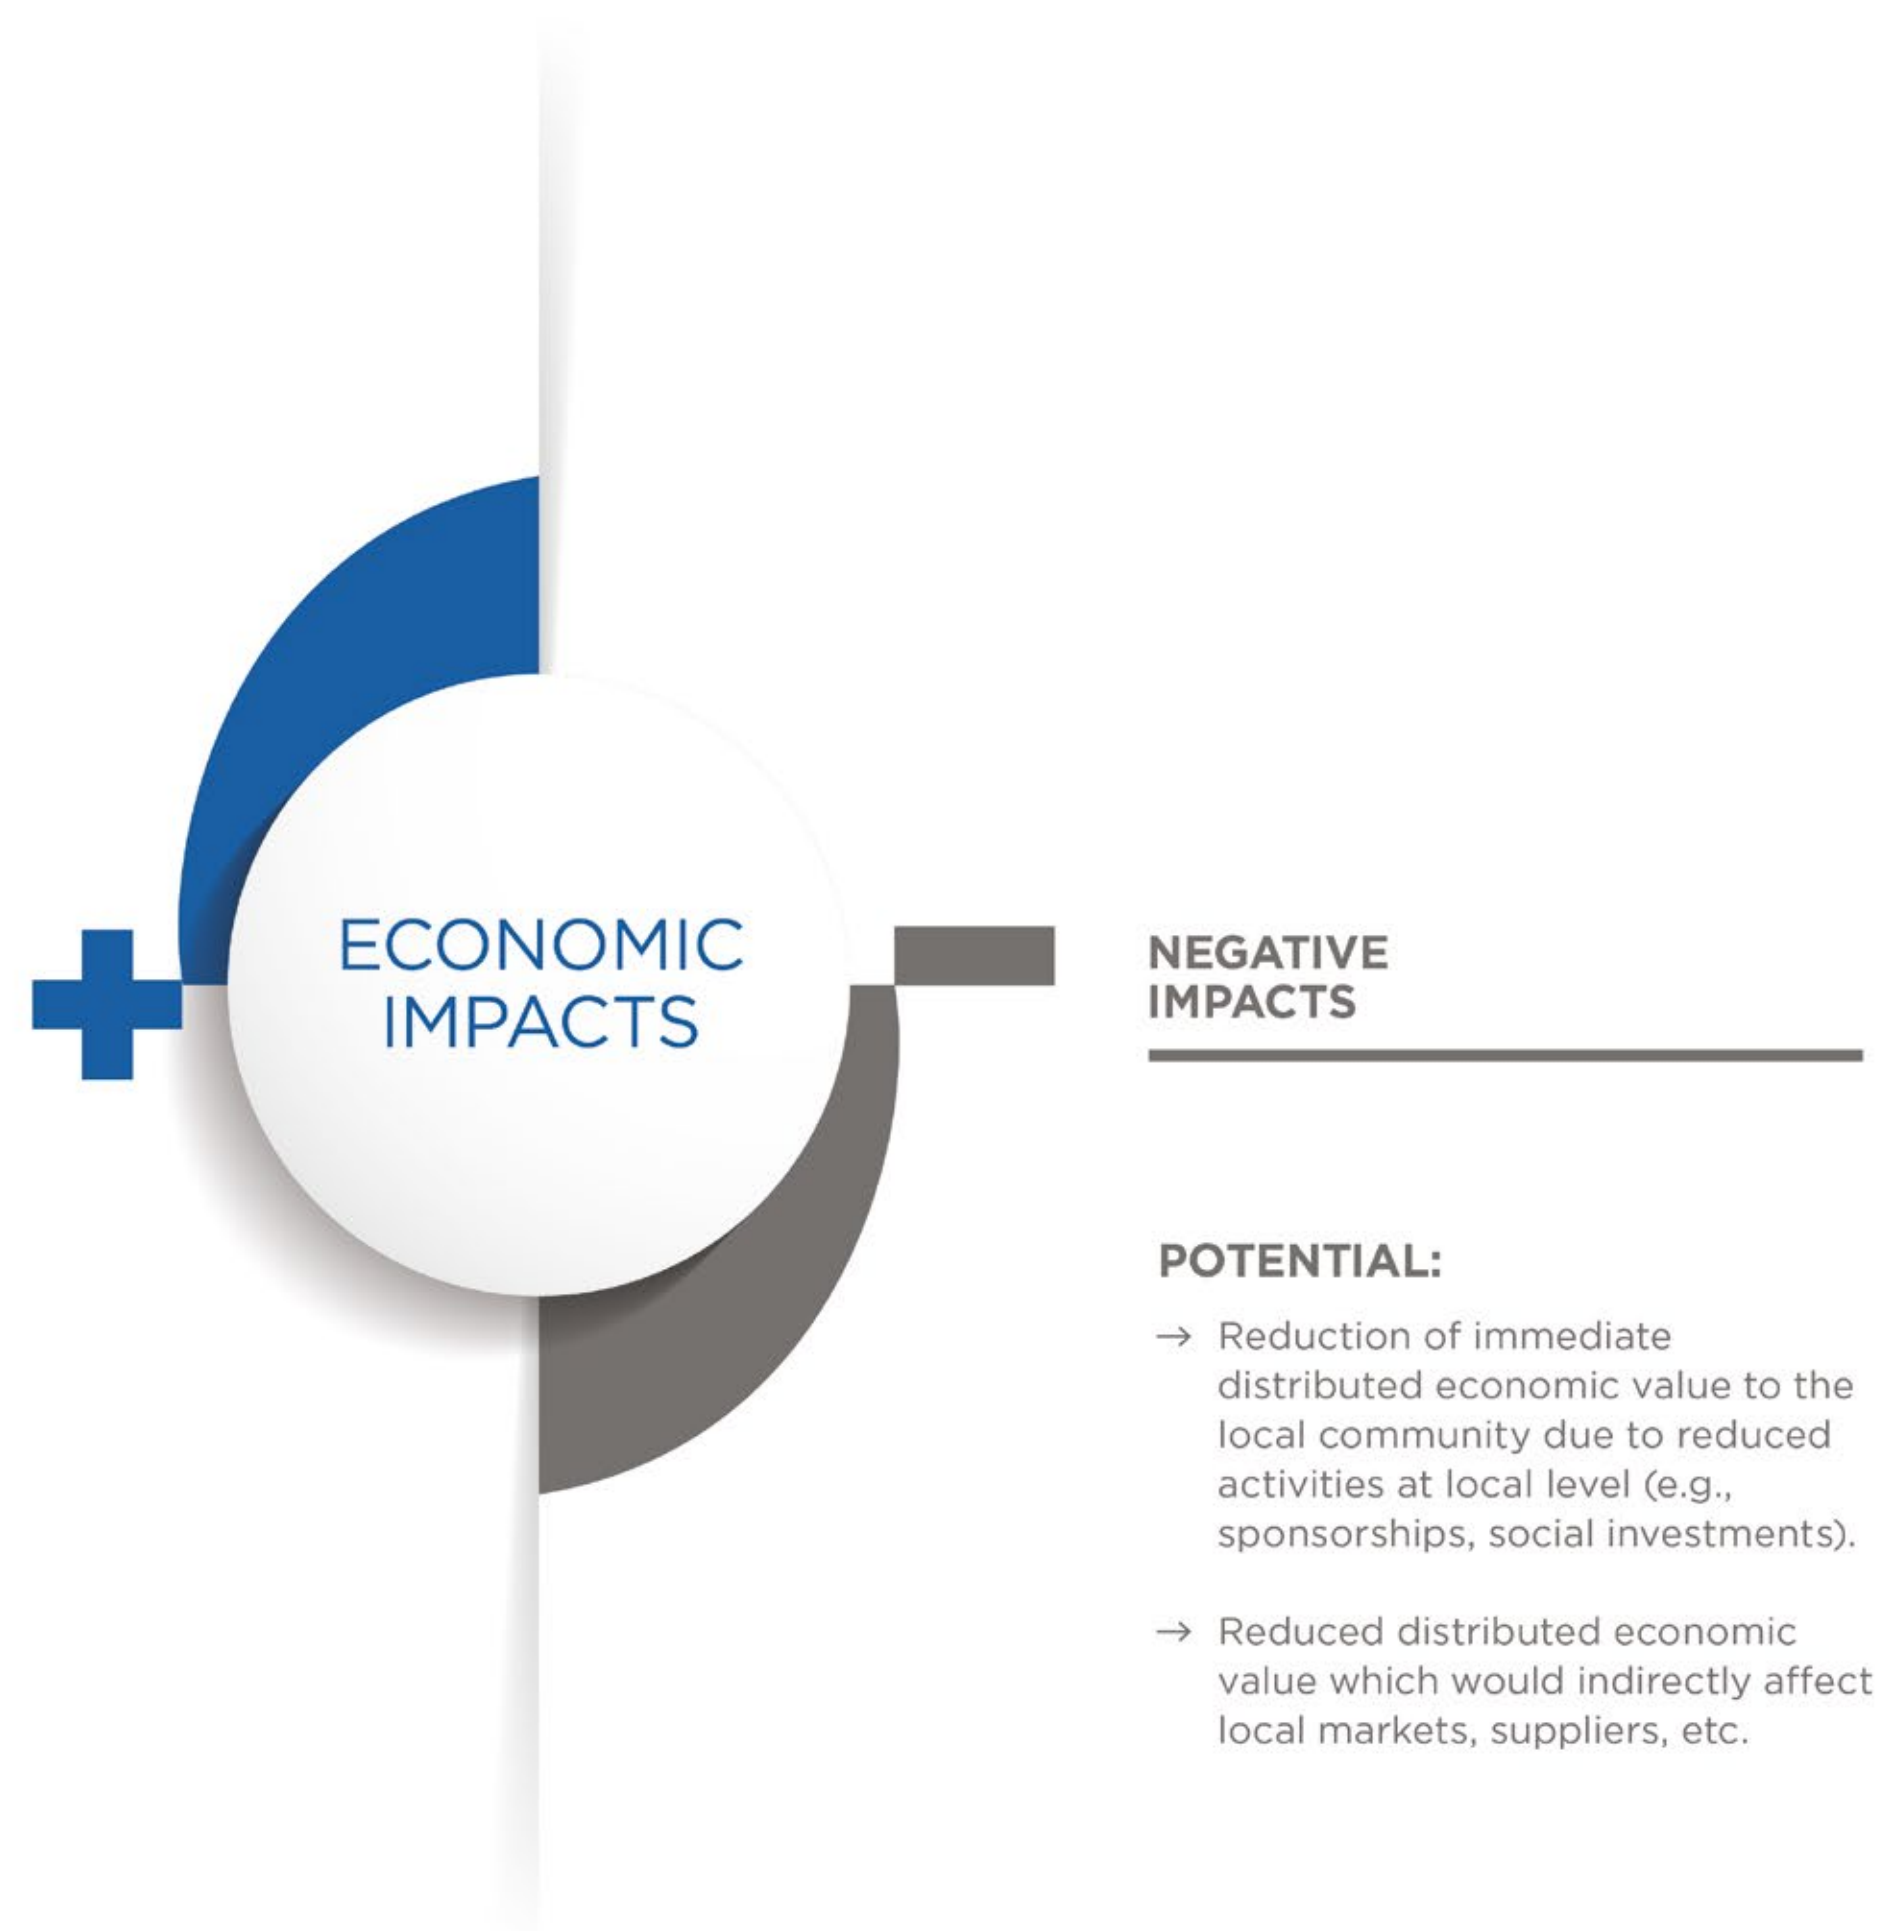 ECONOMIC
IMPACTS
NEGATIVE
IMPACTS
POTENTIAL:
→ Reduction of immediate
distributed economic value to the
local community due to reduced
activities at local level (e.g.,
sponsorships, social investments).
→ Reduced distributed economic
value which would indirectly affect
local markets, suppliers, etc.